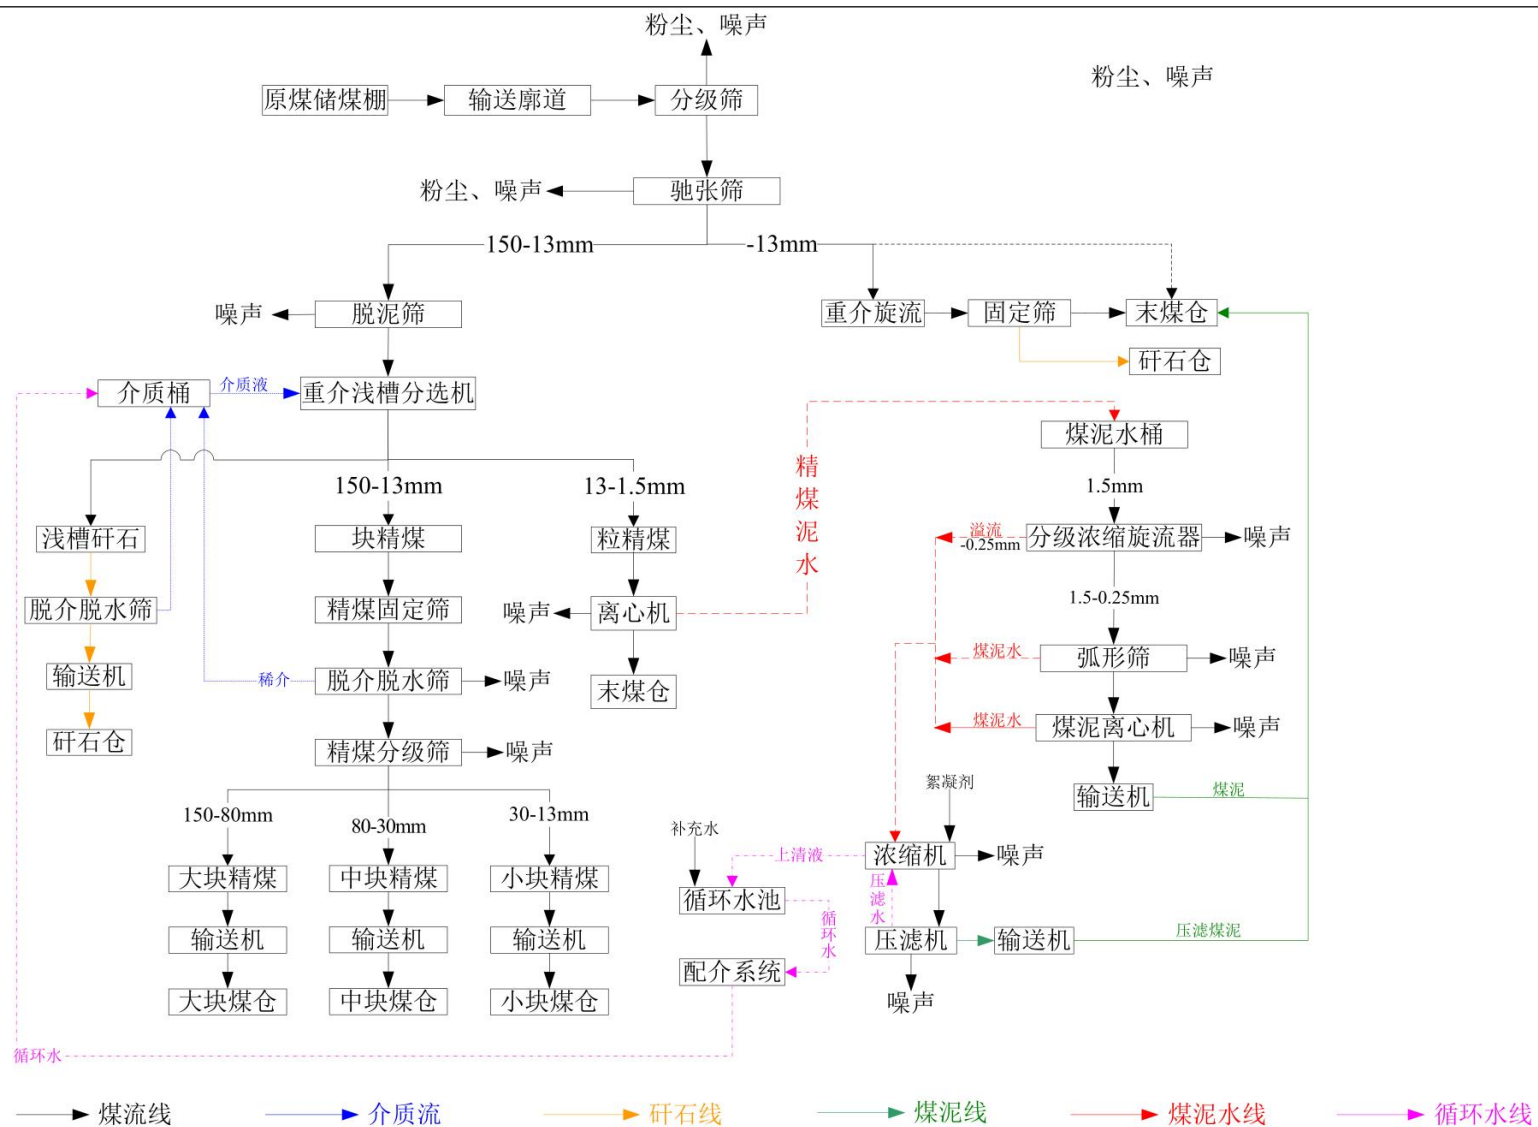 粉尘、噪声
粉尘、噪声
原煤储煤棚
输送廓道
分级筛
粉尘、噪声
驰张筛
150-13mm
-13mm
噪声
脱泥筛
重介旋流
固定筛
末煤仓
矸石仓
介质桶
介质液
重介浅槽分选机
煤泥水桶
精煤泥水
150-13mm
13-1.5mm
1.5mm
浅槽矸石
块精煤
粒精煤
溢流
-0.25mm
分级浓缩旋流器
噪声
脱介脱水筛
精煤固定筛
噪声
离心机
1.5-0.25mm
煤泥水
弧形筛
噪声
输送机
稀介
脱介脱水筛
噪声
末煤仓
矸石仓
精煤分级筛
噪声
煤泥水
煤泥离心机
噪声
絮凝剂
输送机
煤泥
150-80mm
80-30mm
30-13mm
补充水
上清液
浓缩机
噪声
大块精煤
中块精煤
小块精煤
循环水池
压滤水
循环水
输送机
输送机
输送机
压滤机
输送机
压滤煤泥
配介系统
噪声
大块煤仓
中块煤仓
小块煤仓
循环水
煤流线
介质流
矸石线
煤泥线
煤泥水线
循环水线